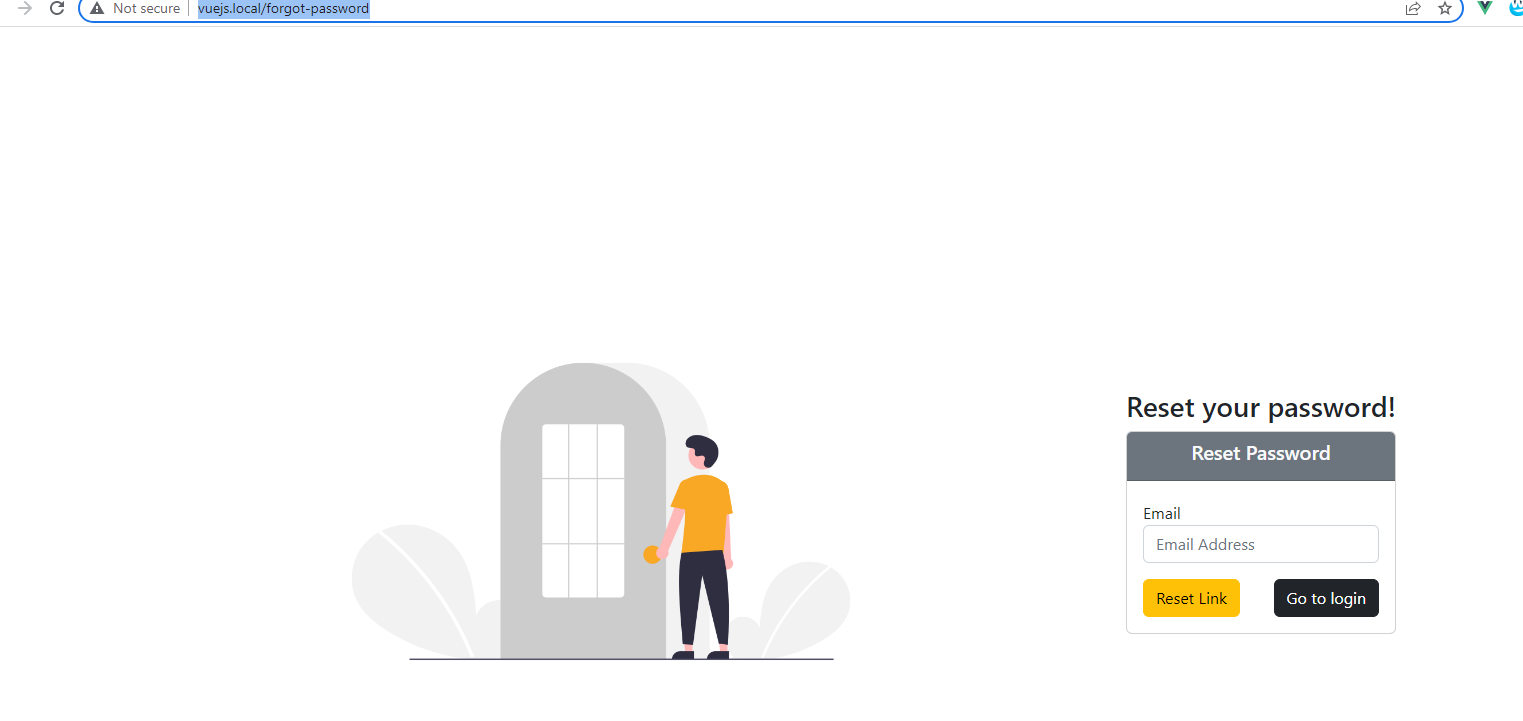 Not secure vuejs.local/forgot-password
Reset your password!
Reset Password
Email
Email Address
Reset Link Go to login